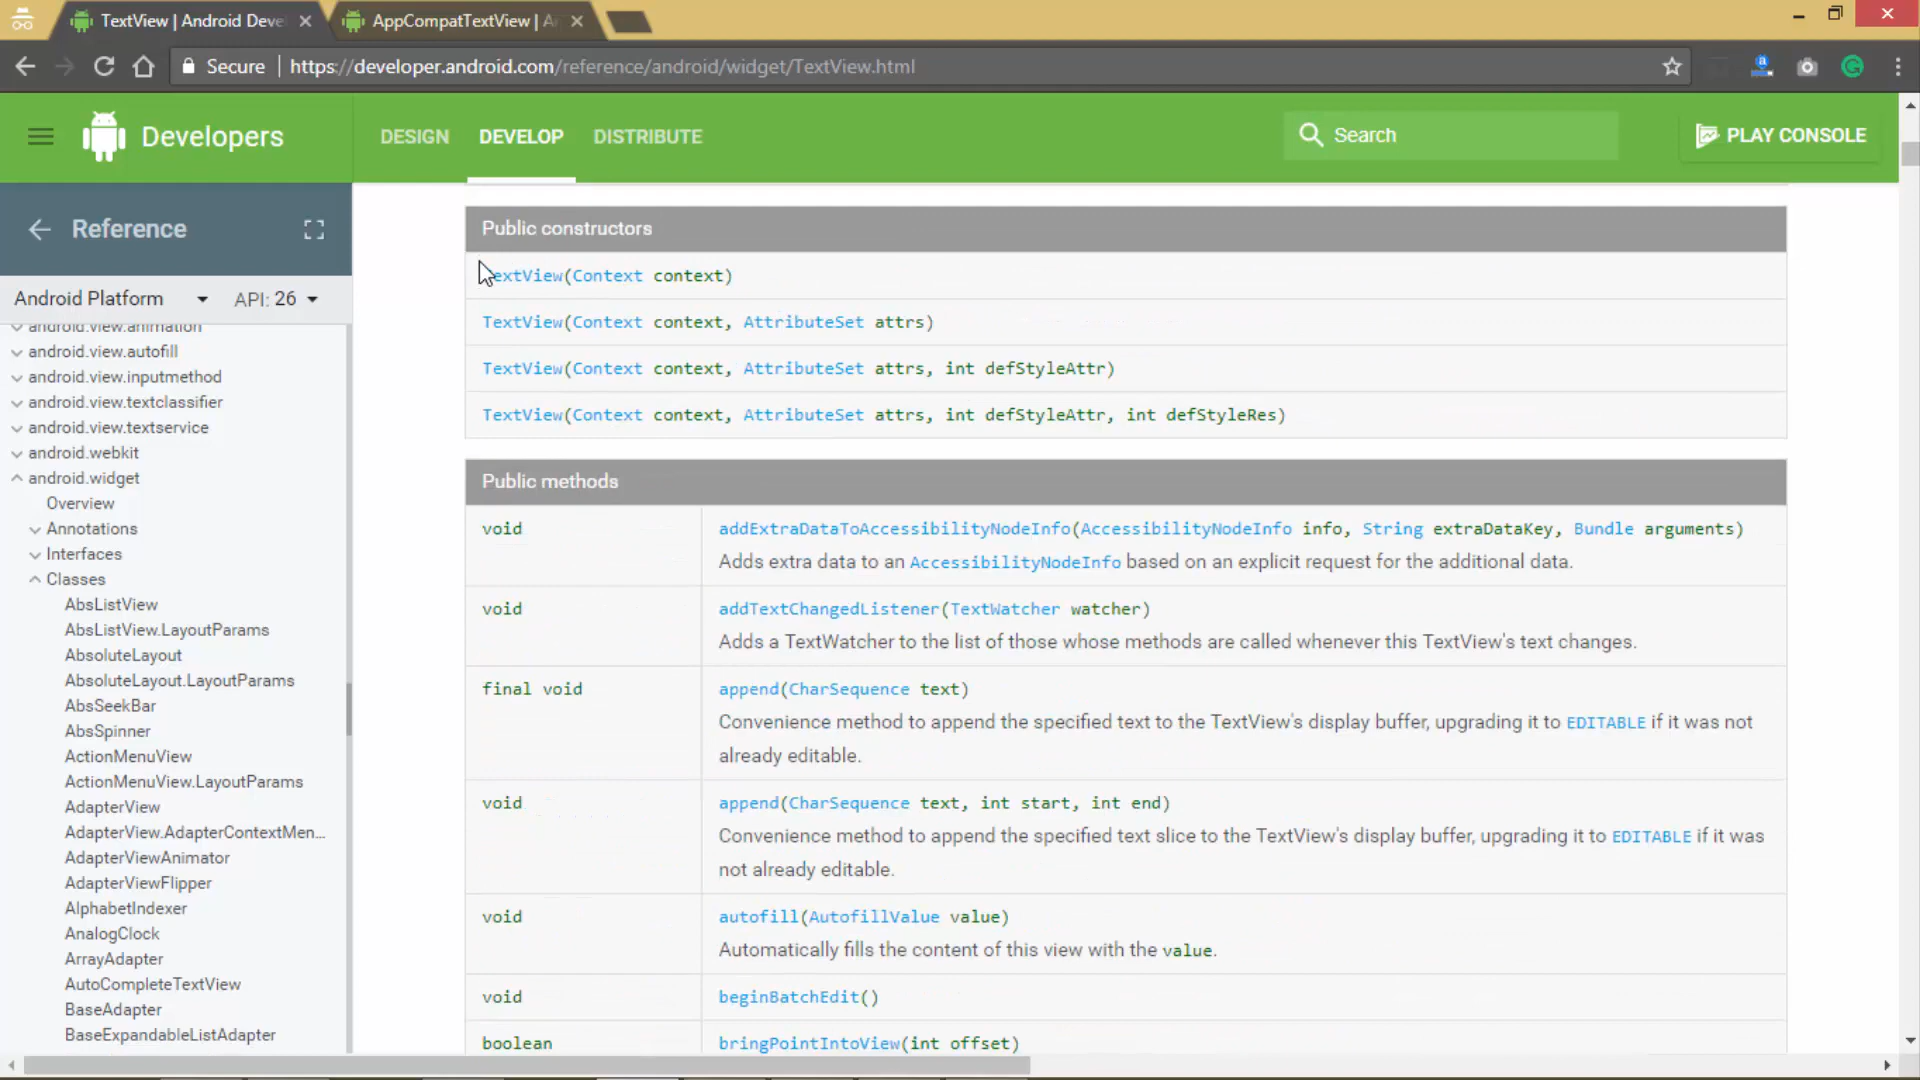 TextView | Android Deve
AppCompatTextView | A
Secure https://developer.android.com/reference/android/widget/TextView.html
Developers
DESIGN DEVELOP DISTRIBUTE
Search
PLAY CONSOLE
Reference
Android Platform API: 26
android.view.animation
android.view.autofill
android.view.inputmethod
android.view.textclassifier
android.view.textservice
android.webkit
android.widget
Overview
Annotations
Interfaces
Classes
AbsListView
AbsListView.LayoutParams
AbsoluteLayout
AbsoluteLayout.LayoutParams
AbsSeekBar
AbsSpinner
ActionMenuView
ActionMenuView.LayoutParams
AdapterView
AdapterView.AdapterContextMen...
AdapterViewAnimator
AdapterViewFlipper
AlphabetIndexer
AnalogClock
ArrayAdapter
AutoCompleteTextView
BaseAdapter
BaseExpandableListAdapter
Public constructors
TextView(Context context)
TextView(Context context, AttributeSet attrs)
TextView(Context context, AttributeSet attrs, int defStyleAttr)
TextView(Context context, AttributeSet attrs, int defStyleAttr, int defStyleRes)
Public methods
void addExtraDataToAccessibilityNodeInfo(AccessibilityNodeInfo info, String extraDataKey, Bundle arguments)
Adds extra data to an AccessibilityNodeInfo based on an explicit request for the additional data.
void addTextChangedListener(TextWatcher watcher)
Adds a TextWatcher to the list of those whose methods are called whenever this TextView's text changes.
final void append(CharSequence text)
Convenience method to append the specified text to the TextView's display buffer, upgrading it to EDITABLE if it was not
already editable.
void append(CharSequence text, int start, int end)
Convenience method to append the specified text slice to the TextView's display buffer, upgrading it to EDITABLE if it was
not already editable.
void autofill(AutofillValue value)
Automatically fills the content of this view with the value.
void beginBatchEdit()
boolean bringPointIntoView(int offset)